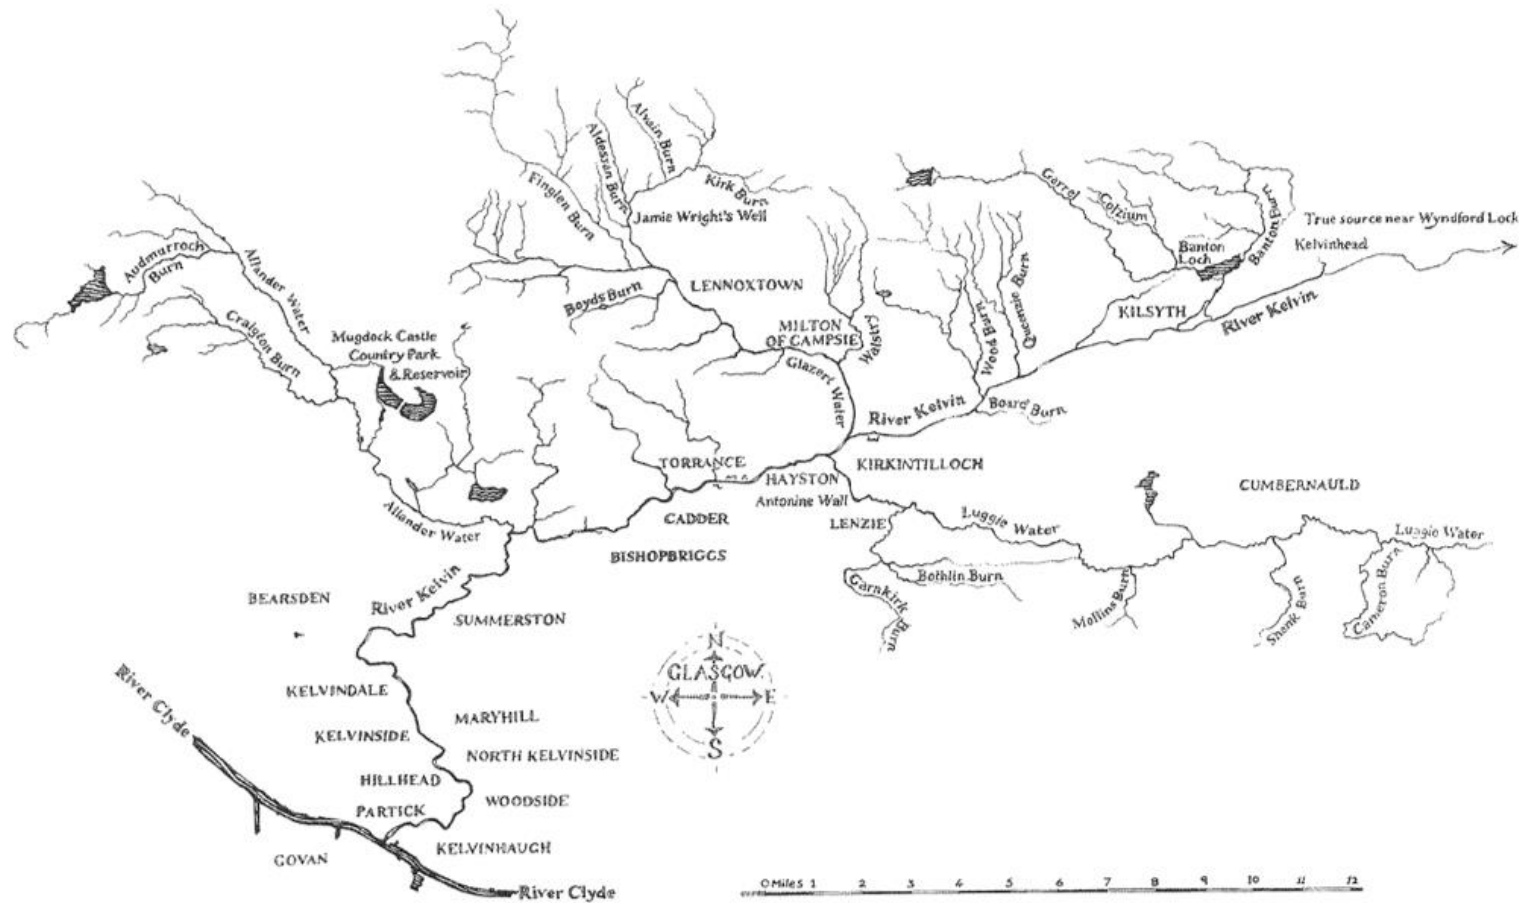 Alvain Burn
Aldessan Burn
Finglen Burn
Kirk Burn
Jamie Wright's Well
Gorrel
Colzium
Banton Burn
True source near Wyndford Lock
Kelvinhead
Banton
Loch
Audmurroch
Burn
Allander Water
Craigton Burn
Mugdock Castle
Country Park
& Reservoir
Boyds Burn
LENNOXTOWN
MILTON
OF CAMPSIE
Walstry
Glazert Water
Wood Burn
Queenzie Burn
KILSYTH
River Kelvin
River Kelvin
Board Burn
TORRANCE
HAYSTON
Antonine Wall
KIRKINTILLOCH
CUMBERNAULD
Allander Water
CADDER
BISHOPBRIGGS
LENZIE
Luggie Water
Luggie Water
Bothlin Burn
Garnkirk
Burn
Mollins Burn
Shank Burn
Cameron Burn
BEARSDEN
River Kelvin
SUMMERSTON
N
GLASGOW
W E
S
River Clyde
KELVINDALE
MARYHILL
KELVINSIDE
NORTH KELVINSIDE
HILLHEAD
WOODSIDE
PARTICK
KELVINHAUGH
GOVAN
River Clyde
0 Miles 1 2 3 4 5 6 7 8 9 10 11 12